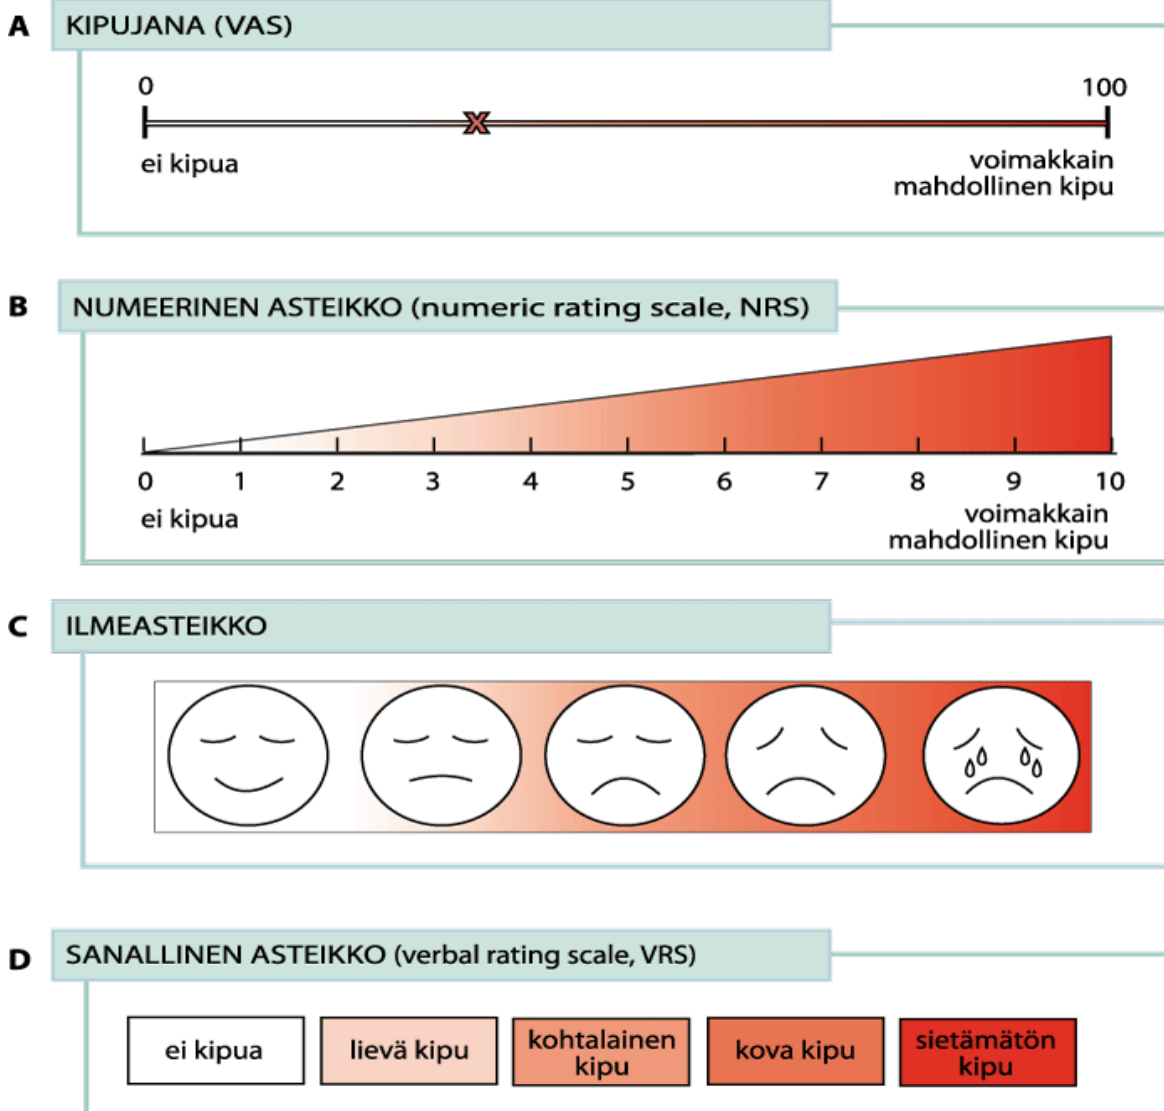 A KIPUJANA (VAS)
0 100
ei kipua
voimakkain
mahdollinen kipu
B NUMEERINEN ASTEIKKO (numeric rating scale, NRS)
0 1 2 3 4 5 6 7 8 9 10
ei kipua
voimakkain
mahdollinen kipu
C ILMEASTEIKKO
D SANALLINEN ASTEIKKO (verbal rating scale, VRS)
ei kipua
lievä kipu
kohtalainen
kipu
kova kipu
sietämätön
kipu